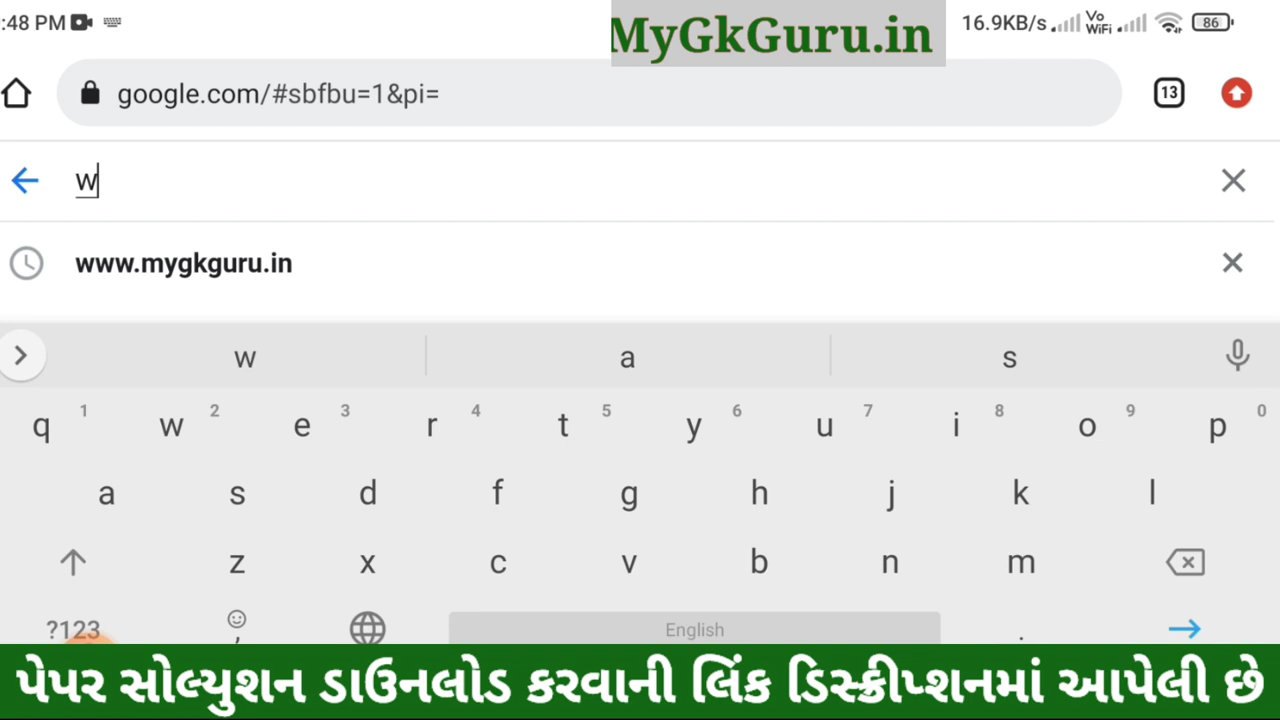 :48 PM
MyGkGuru.in
16.9KB/s
Vo
WiFi
86
google.com/#sbfbu=1&pi=
13
w
www.mygkguru.in
w a s
q 1 w 2 e 3 r 4 t 5 y 6 u 7 i 8 o 9 p 0
a s d f g h j k l
z x c v b n m
?123 , English .
પેપર સોલ્યુશન ડાઉનલોડ કરવાની લિંક ડિસ્ક્રીપ્શનમાં આપેલી છે